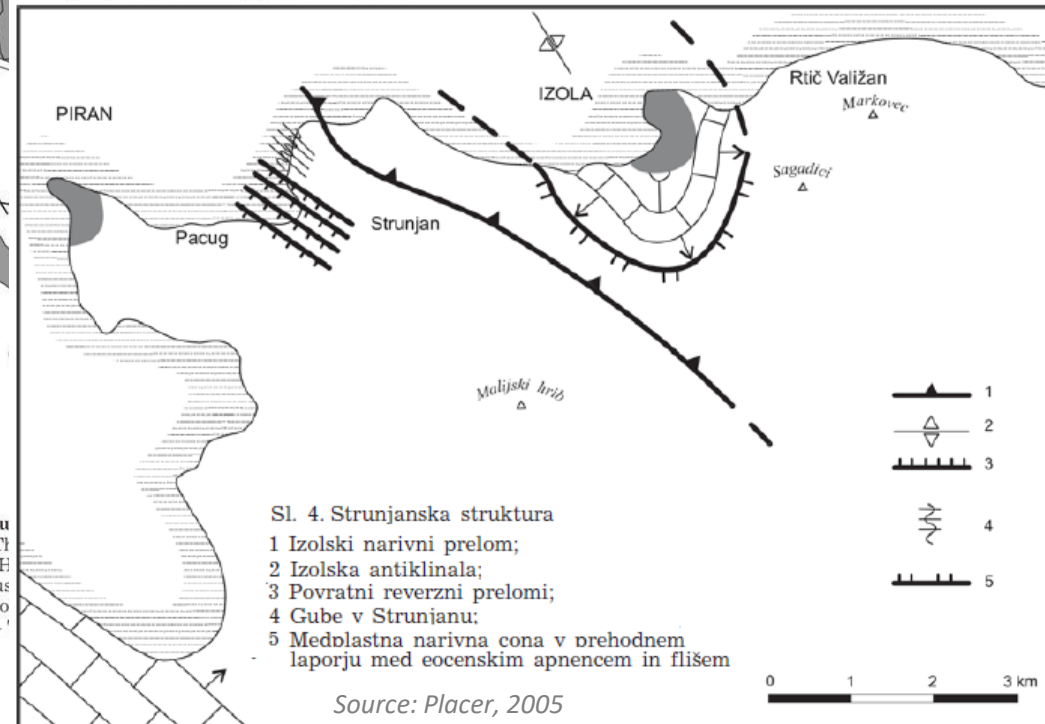 PIRAN
IZOLA
Rtič Valižan
Markovec
Sagadici
Pacug
Strunjan
Malijski hrib
1
2
3
4
5
Sl. 4. Strunjanska struktura
1 Izolski narivni prelom;
2 Izolska antiklinala;
3 Povratni reverzni prelomi;
4 Gube v Strunjanu;
5 Medplastna narivna cona v prehodnem
laporju med eocenskim apnencem in flišem
Source: Placer, 2005
0 1 2 3 km